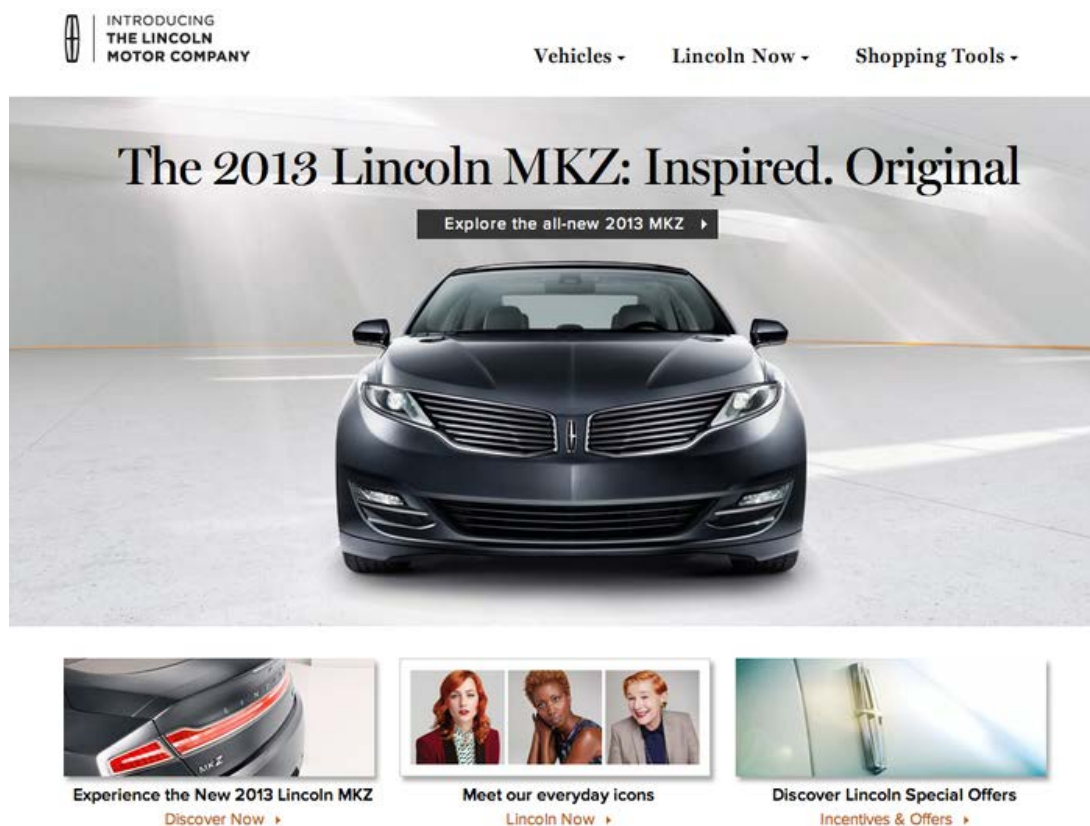 INTRODUCING
THE LINCOLN
MOTOR COMPANY
Vehicles
Lincoln Now
Shopping Tools
The 2013 Lincoln MKZ: Inspired. Original
Explore the all-new 2013 MKZ
MKZ
Experience the New 2013 Lincoln MKZ
Discover Now
Meet our everyday icons
Lincoln Now
Discover Lincoln Special Offers
Incentives & Offers